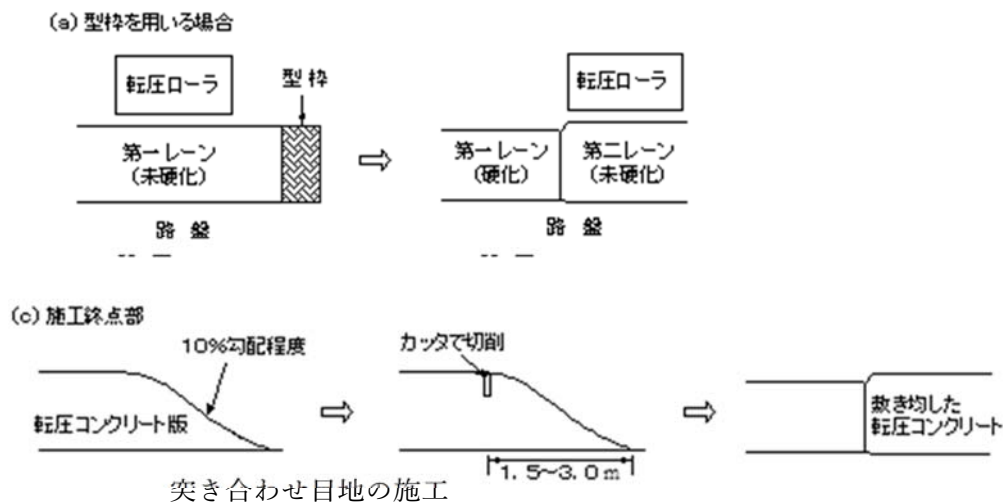 (a) 型枠を用いる場合
転圧ローラ
型枠
転圧ローラ
第一レーン
(未硬化)
⇨
第一レーン
(硬化)
第二レーン
(未硬化)
路盤
路盤
(c) 施工終点部
10%勾配程度
カッタで切削
転圧コンクリート版
⇨
⇨
敷き均した
転圧コンクリート
1.5~3.0m
突き合わせ目地の施工